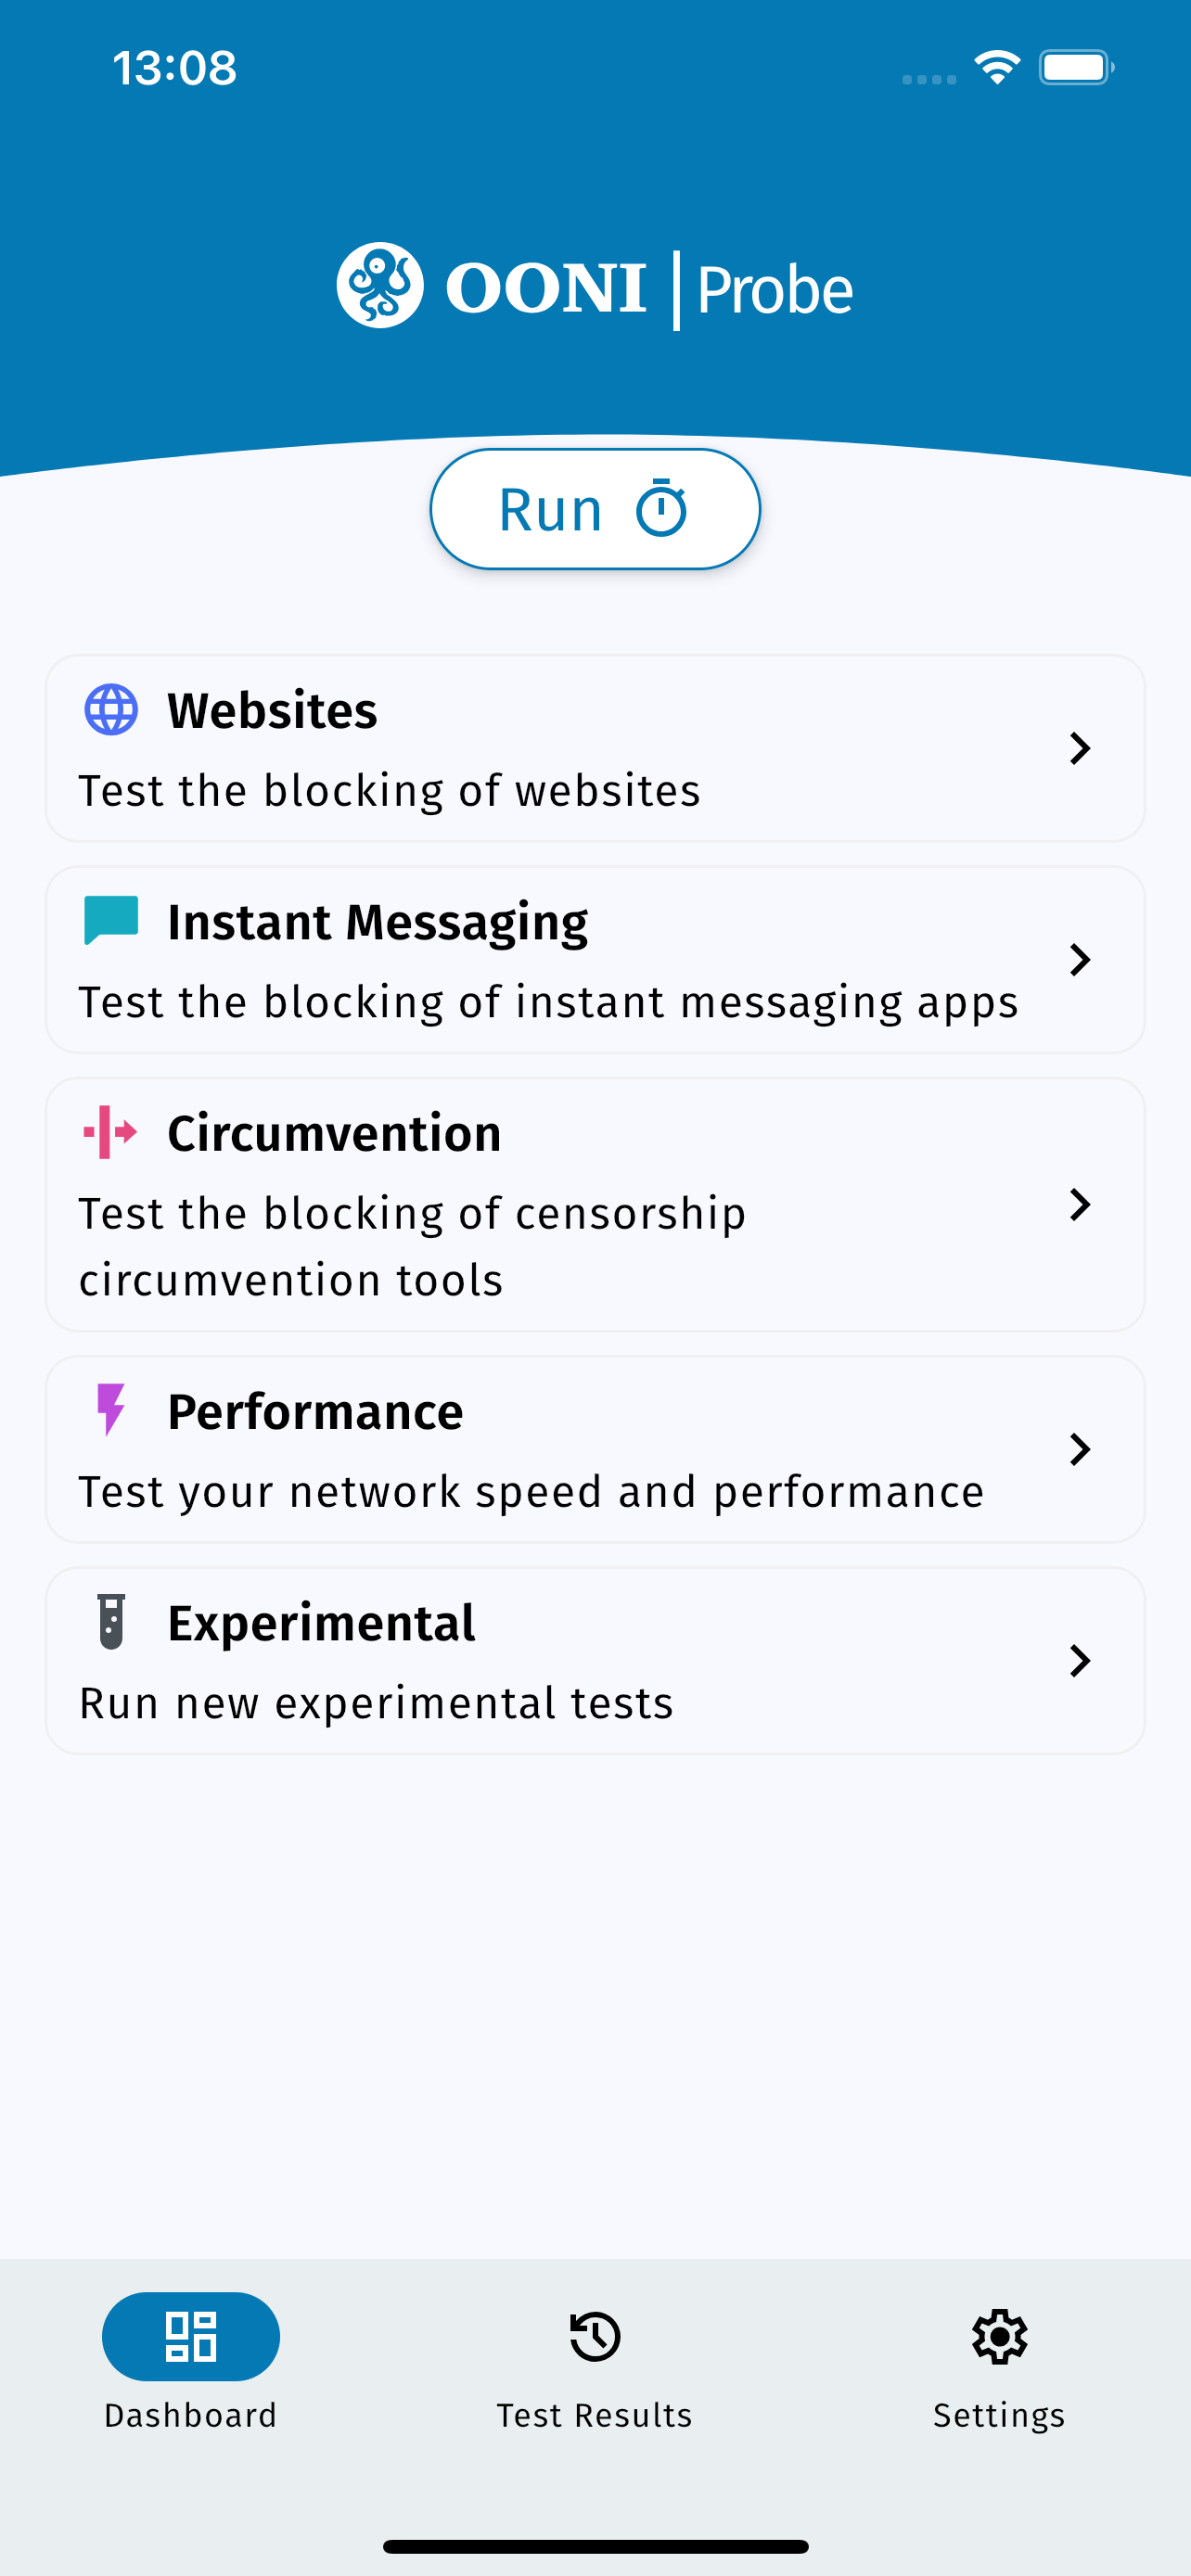 13:08
OONI | Probe
Run
Websites
Test the blocking of websites
Instant Messaging
Test the blocking of instant messaging apps
Circumvention
Test the blocking of censorship
circumvention tools
Performance
Test your network speed and performance
Experimental
Run new experimental tests
Dashboard
Test Results
Settings